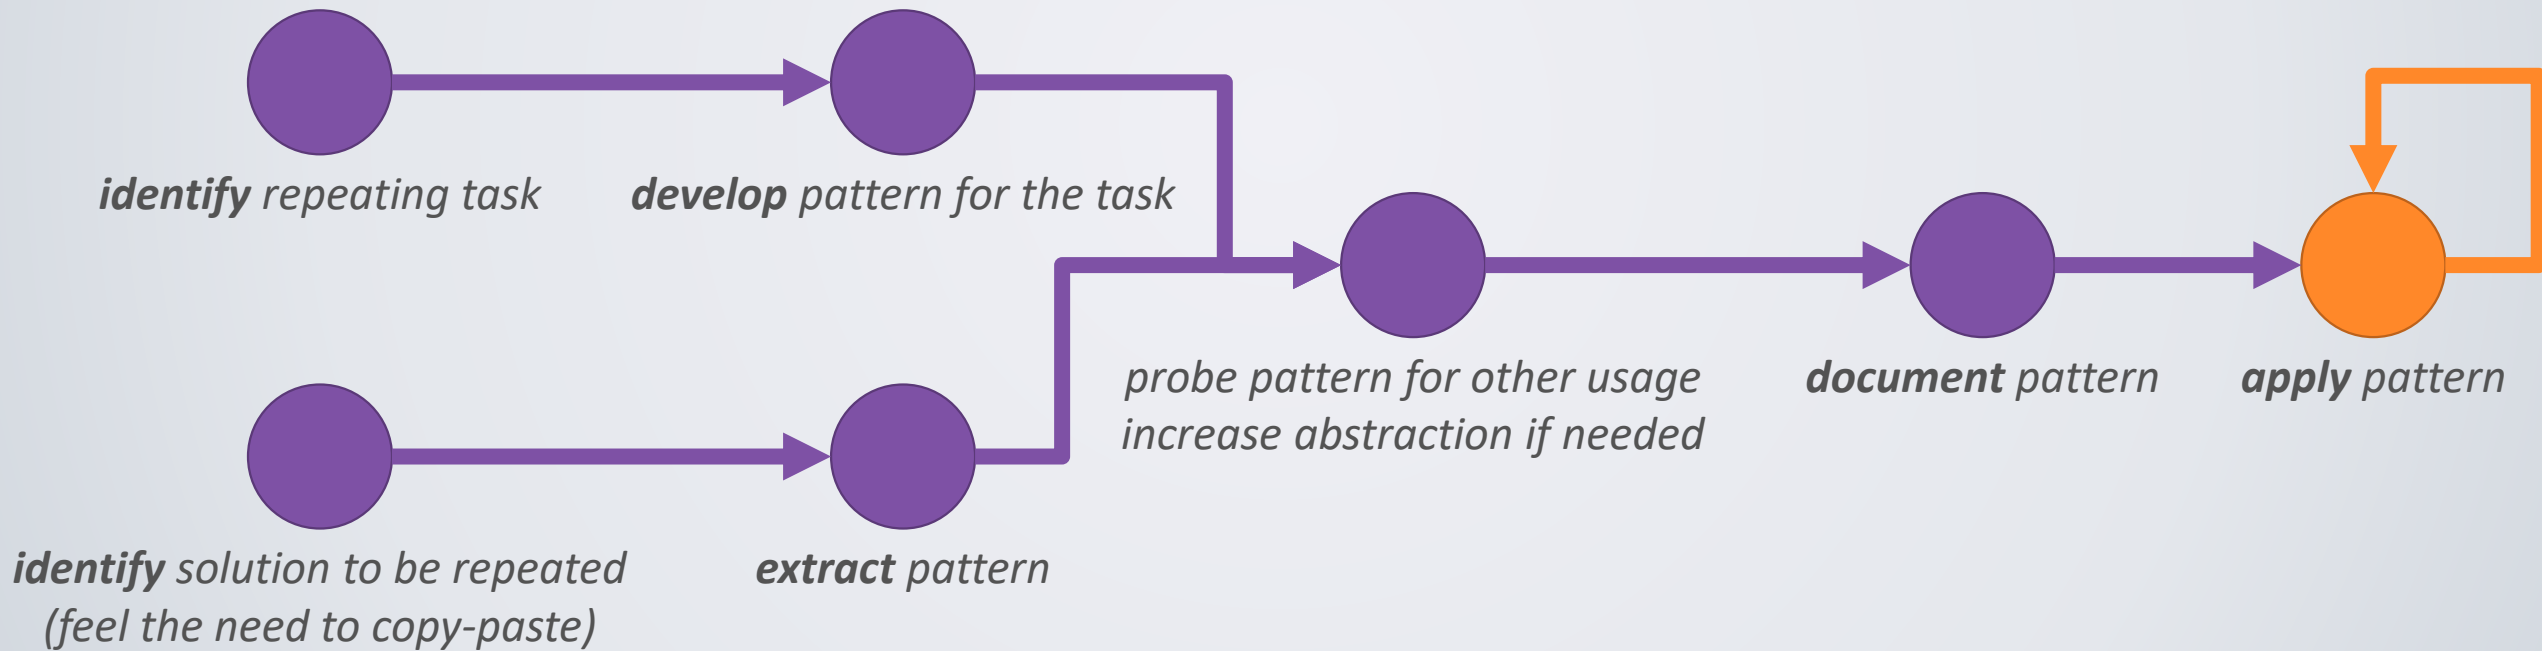 identify repeating task
develop pattern for the task
probe pattern for other usage
increase abstraction if needed
document pattern
apply pattern
identify solution to be repeated
(feel the need to copy-paste)
extract pattern